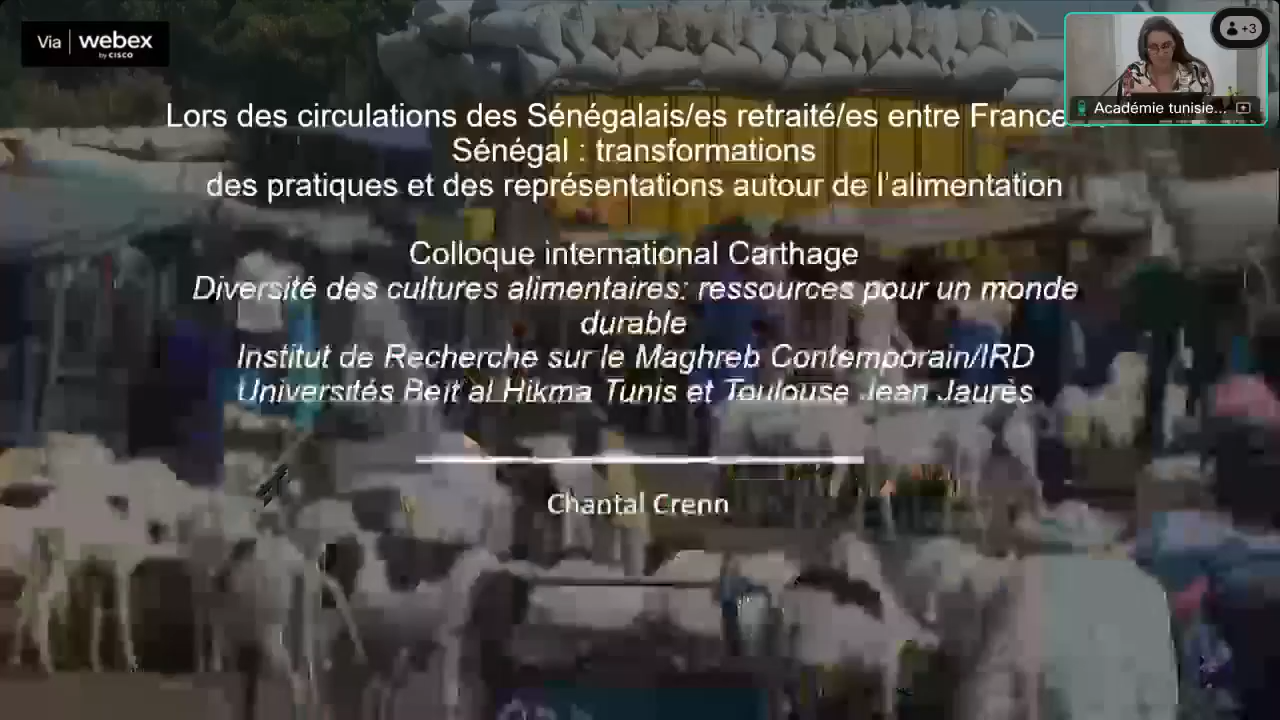 Via webex
by CISCO
+3
Académie tunisie...
Lors des circulations des Sénégalais/es retraité/es entre France
Sénégal : transformations
des pratiques et des représentations autour de l'alimentation
Colloque international Carthage
Diversité des cultures alimentaires: ressources pour un monde
durable
Institut de Recherche sur le Maghreb Contemporain/IRD
Universités Beit al Hikma Tunis et Toulouse Jean Jaurès
Chantal Crenn